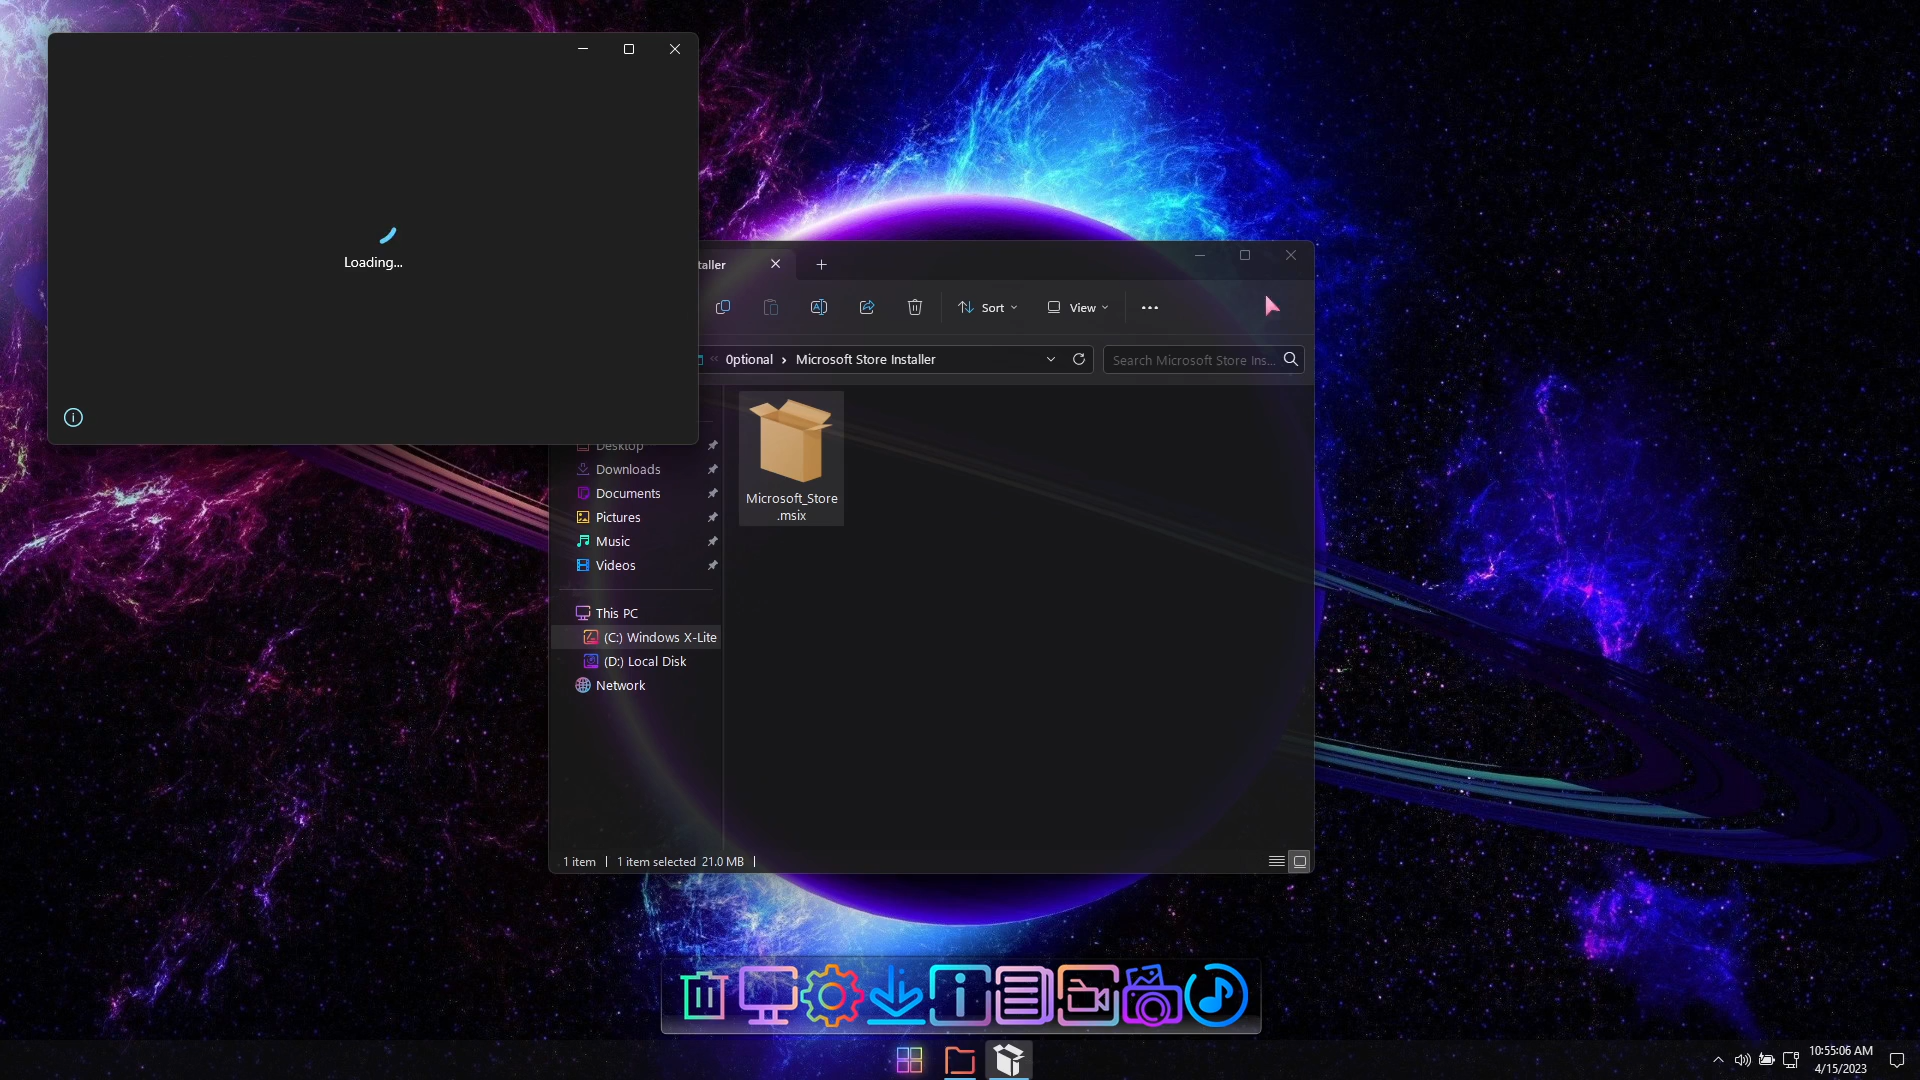 Loading...
taller
Sort
View
Optional › Microsoft Store Installer
Search Microsoft Store Ins...
Desktop
Downloads
Documents
Pictures
Music
Videos
This PC
(C:) Windows X-Lite
(D:) Local Disk
Network
Microsoft_Store
.msix
1 item
1 item selected 21.0 MB
10:55:06 AM
4/15/2023